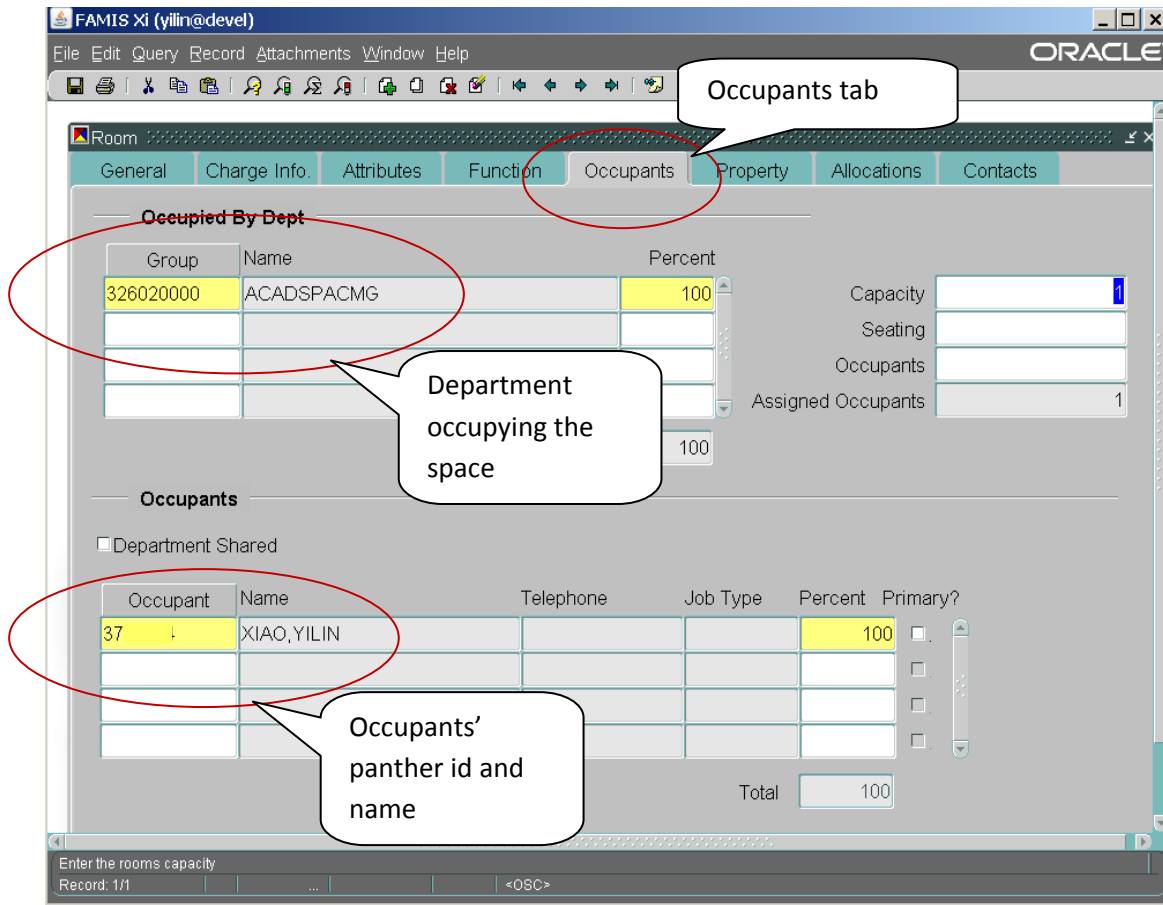 FAMIS Xi (yilin@devel)
File Edit Query Record Attachments Window Help
ORACLE
Occupants tab
Room
General Charge Info. Attributes Function Occupants Property Allocations Contacts
Occupied By Dept
Group Name Percent
326020000 ACADSPACMG 100
Capacity 1
Seating
Occupants
Assigned Occupants 1
Department
occupying the
space
100
Occupants
Department Shared
Occupant Name Telephone Job Type Percent Primary?
37 XIAO,YILIN 100
Occupants’
panther id and
name
Total 100
Enter the rooms capacity
Record: 1/1 ... <OSC>